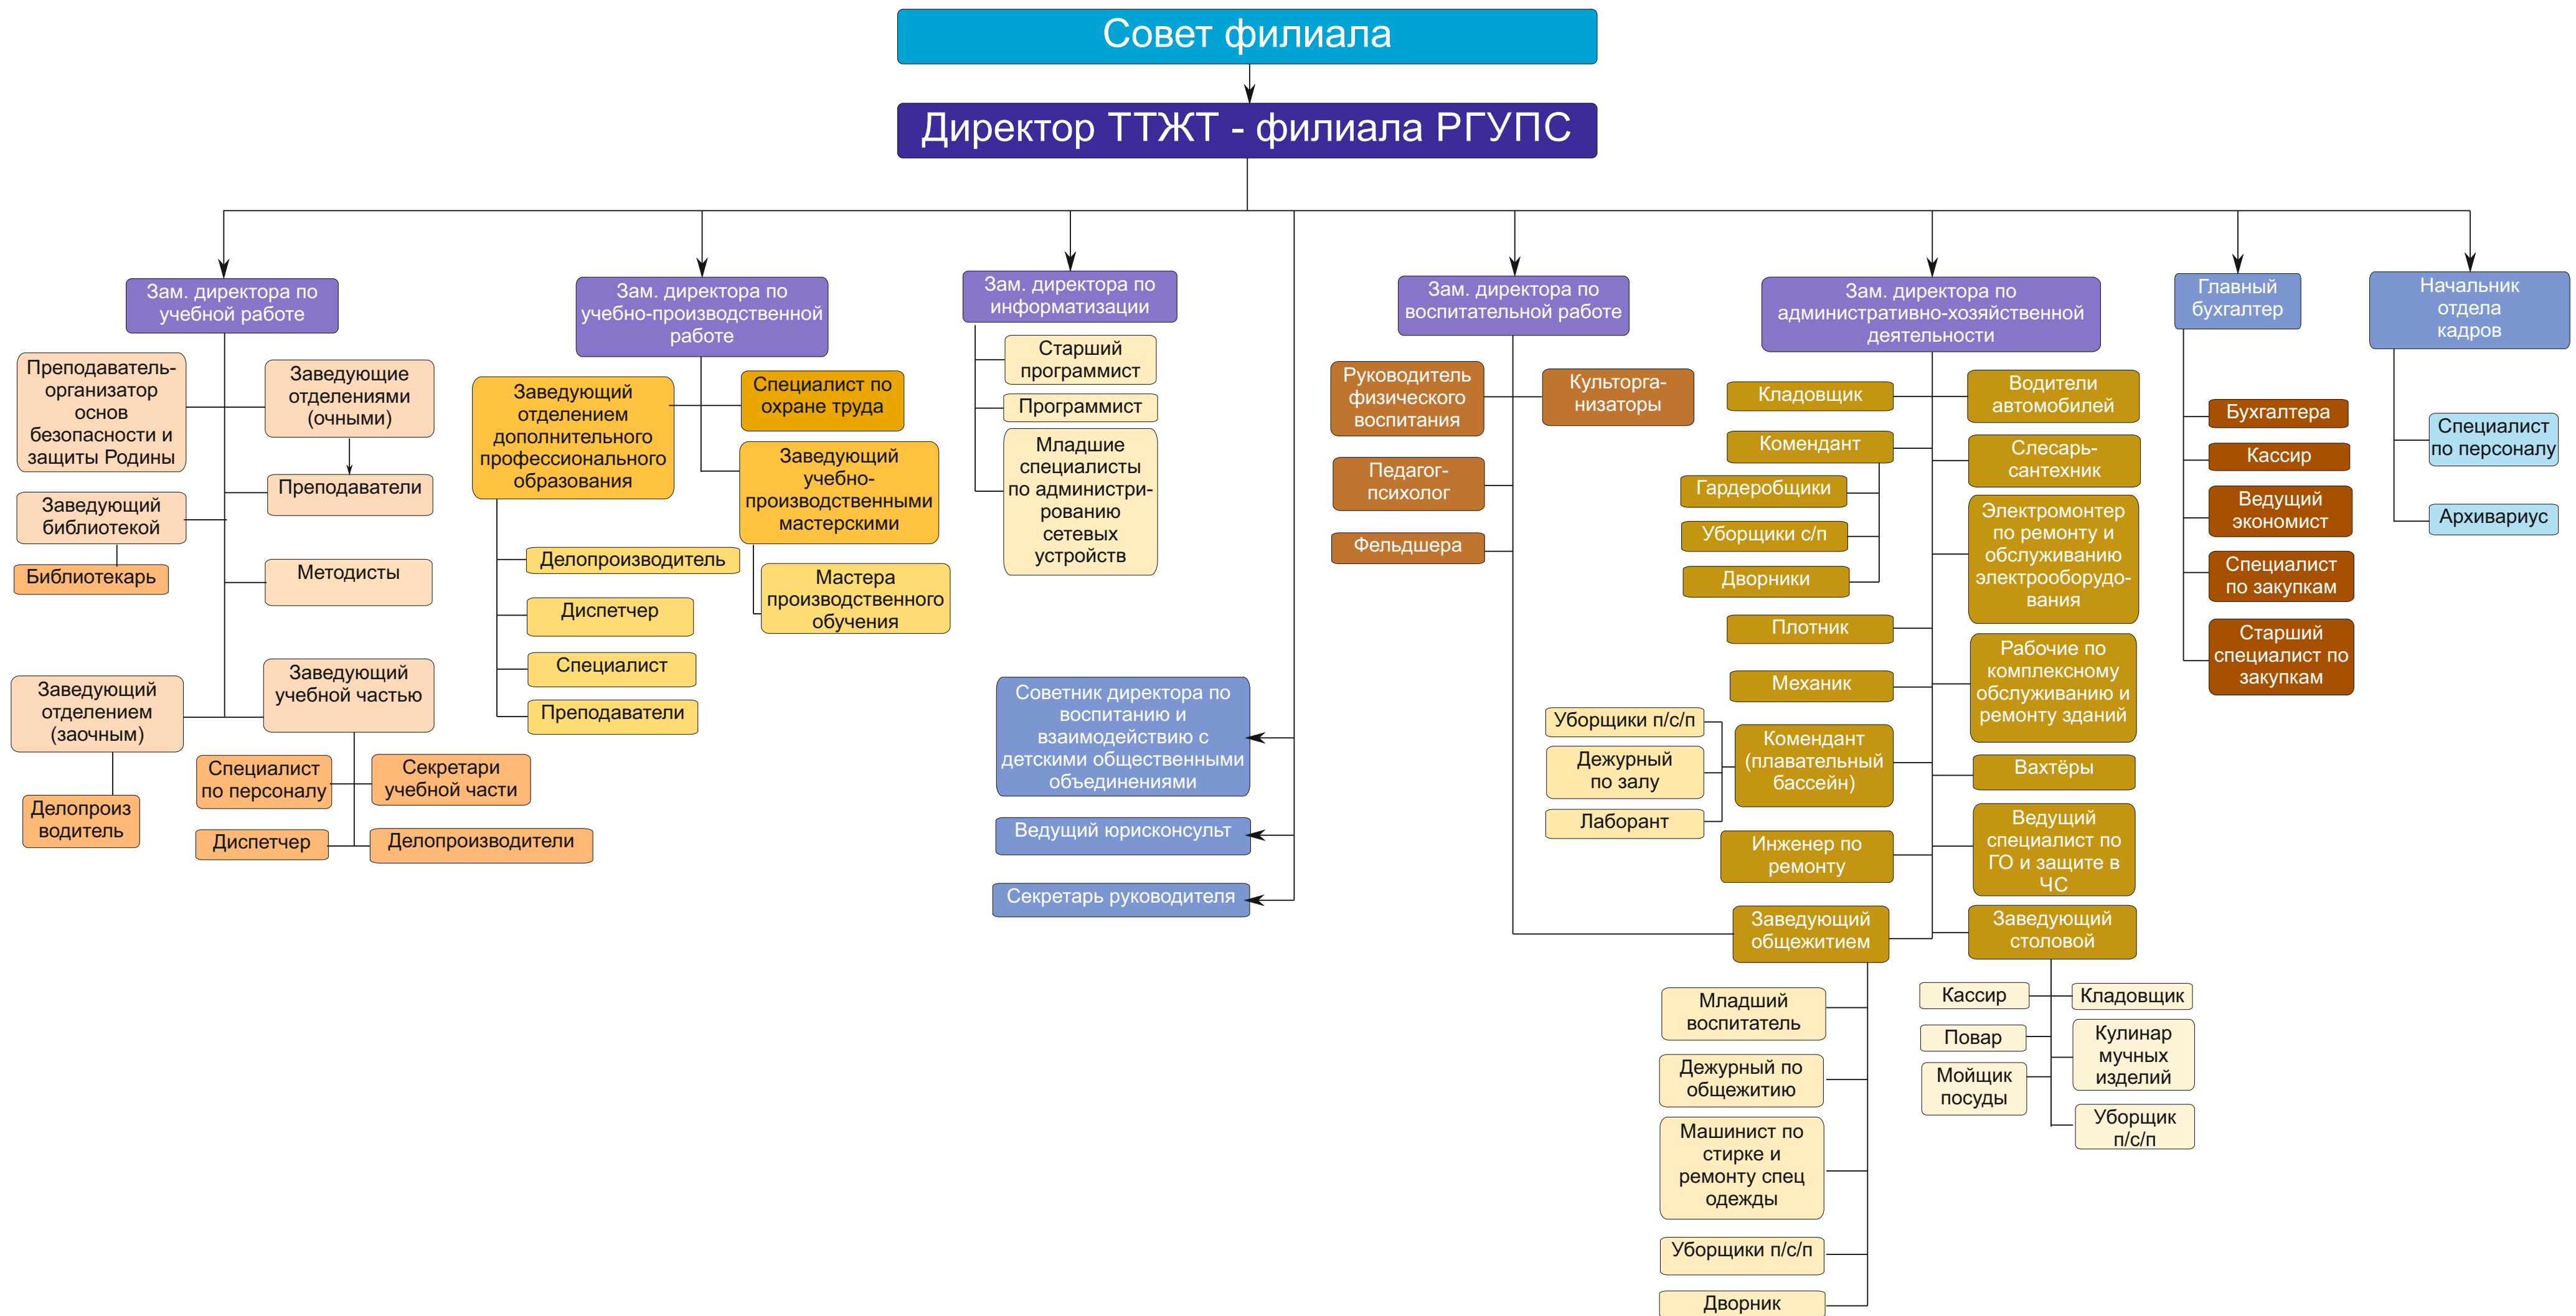 Совет филиала
Директор ТТЖТ - филиала РГУПС
Зам. директора по
учебной работе
Преподаватель-
организатор
основ
безопасности и
защиты Родины
Заведующие
отделениями
(очными)
Преподаватели
Заведующий
библиотекой
Библиотекарь
Методисты
Заведующий
отделением
(заочным)
Делопроиз
водитель
Заведующий
учебной частью
Специалист
по персоналу
Секретари
учебной части
Диспетчер
Делопроизводители
Зам. директора по
учебно-производственной
работе
Заведующий
отделением
дополнительного
профессионального
образования
Специалист по
охране труда
Заведующий
учебно-
производственными
мастерскими
Мастера
производственного
обучения
Делопроизводитель
Диспетчер
Специалист
Преподаватели
Зам. директора по
информатизации
Старший
программист
Программист
Младшие
специалисты
по администри-
рованию
сетевых
устройств
Советник директора по
воспитанию и
взаимодействию с
детскими общественными
объединениями
Ведущий юрисконсульт
Секретарь руководителя
Зам. директора по
воспитательной работе
Руководитель
физического
воспитания
Культорга-
низаторы
Педагог-
психолог
Фельдшера
Зам. директора по
административно-хозяйственной
деятельности
Кладовщик
Комендант
Гардеробщики
Уборщики с/п
Дворники
Плотник
Механик
Комендант
(плавательный
бассейн)
Уборщики п/с/п
Дежурный
по залу
Лаборант
Инженер по
ремонту
Заведующий
общежитием
Младший
воспитатель
Дежурный по
общежитию
Машинист по
стирке и
ремонту спец
одежды
Уборщики п/с/п
Дворник
Водители
автомобилей
Слесарь-
сантехник
Электромонтер
по ремонту и
обслуживанию
электрооборудо-
вания
Рабочие по
комплексному
обслуживанию и
ремонту зданий
Вахтёры
Ведущий
специалист по
ГО и защите в
ЧС
Заведующий
столовой
Кассир
Кладовщик
Повар
Кулинар
мучных
изделий
Мойщик
посуды
Уборщик
п/с/п
Главный
бухгалтер
Бухгалтера
Кассир
Ведущий
экономист
Специалист
по закупкам
Старший
специалист по
закупкам
Начальник
отдела
кадров
Специалист
по персоналу
Архивариус